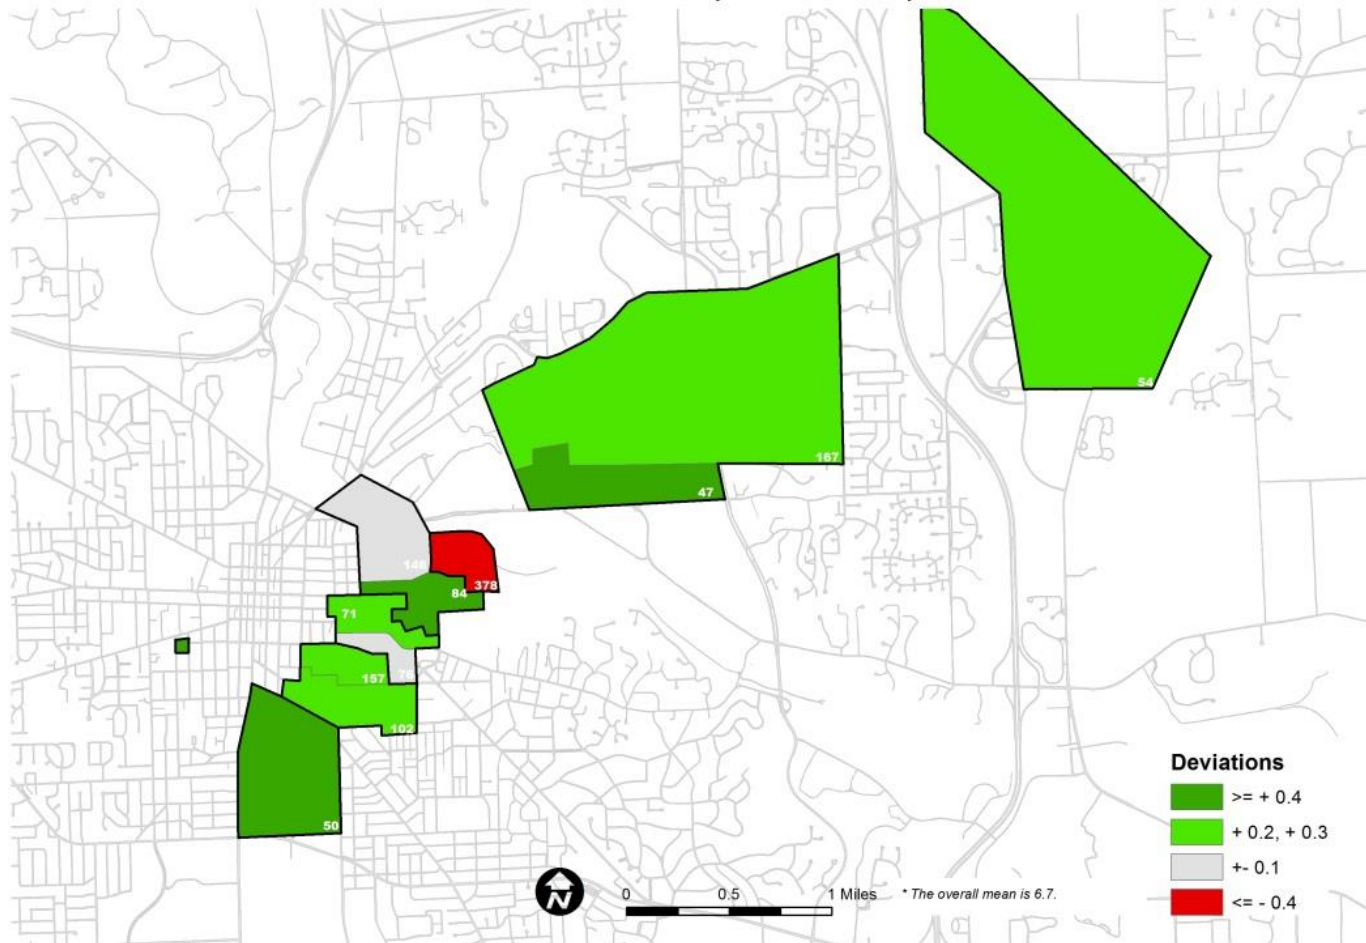 54
167
47
378
84
71
157
102
50
Deviations
>= + 0.4
+ 0.2, + 0.3
+- 0.1
<= - 0.4
N
0 0.5 1 Miles
* The overall mean is 6.7.